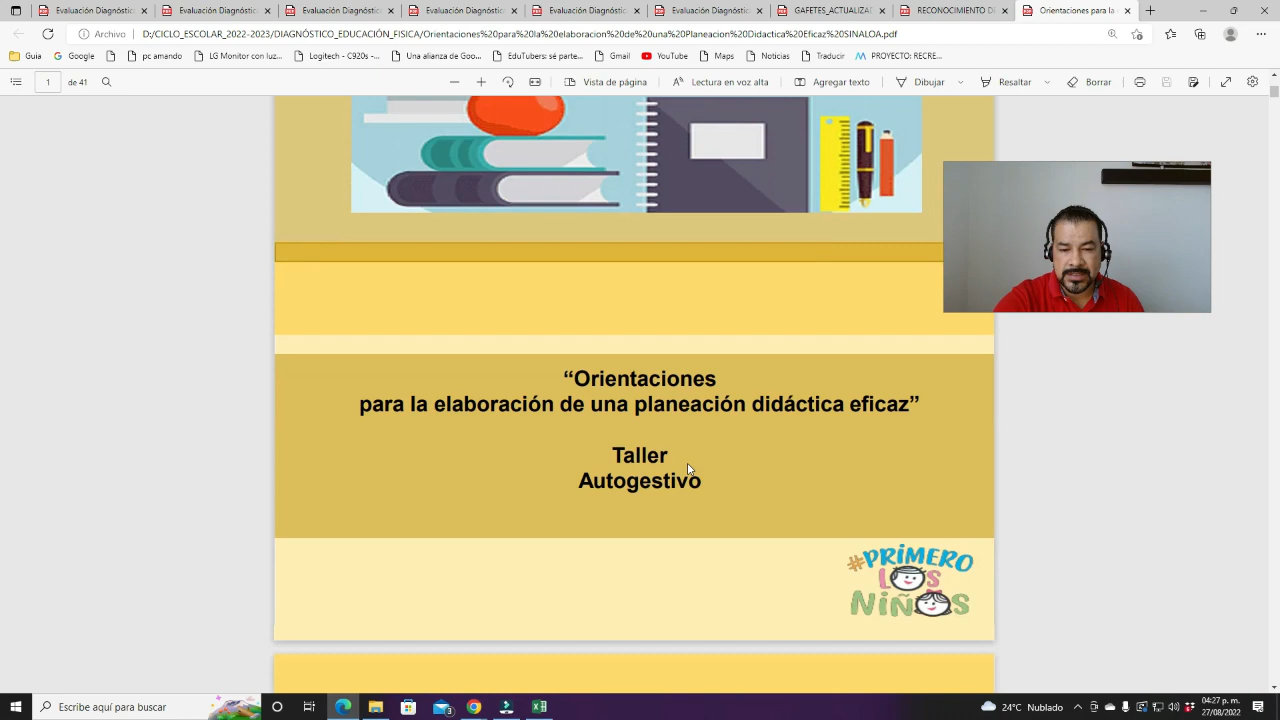 Evaluación Diagnóstic
Evaluación Diagnóstic
Evaluación Diagnóstic
Evaluación Diagnóstic
Evaluación Diagnóstic
Evaluación Diagnóstic
GAFETES_ACTUALIZA
RECONOCIMIENTO D
Orientaciones para la
Archivo
D:/CICLO_ESCOLAR_2022-2023/DIAGNÓSTICO_EDUCACIÓN_FISICA/Orientaciones%20para%20la%20elaboracion%20de%20una%20Planeacion%20Didactica%20Eficaz%20SINALOA.pdf
Guia
Google
pc amando
LG Monitor con luz...
Logitech - C920s -...
Una alianza de Goo...
EduTubers: sé parte...
Gmail
YouTube
Maps
Noticias
Traducir
PROYECTO: RECRE...
1
de 41
Vista de página
Lectura en voz alta
Agregar texto
Dibujar
Resaltar
Borrar
“Orientaciones
para la elaboración de una planeación didáctica eficaz”
Taller
Autogestivo
#PRIMERO
LOS
NIÑOS
Escribe aquí para buscar
24°C Nublado
04:27 p. m.
27/08/2022